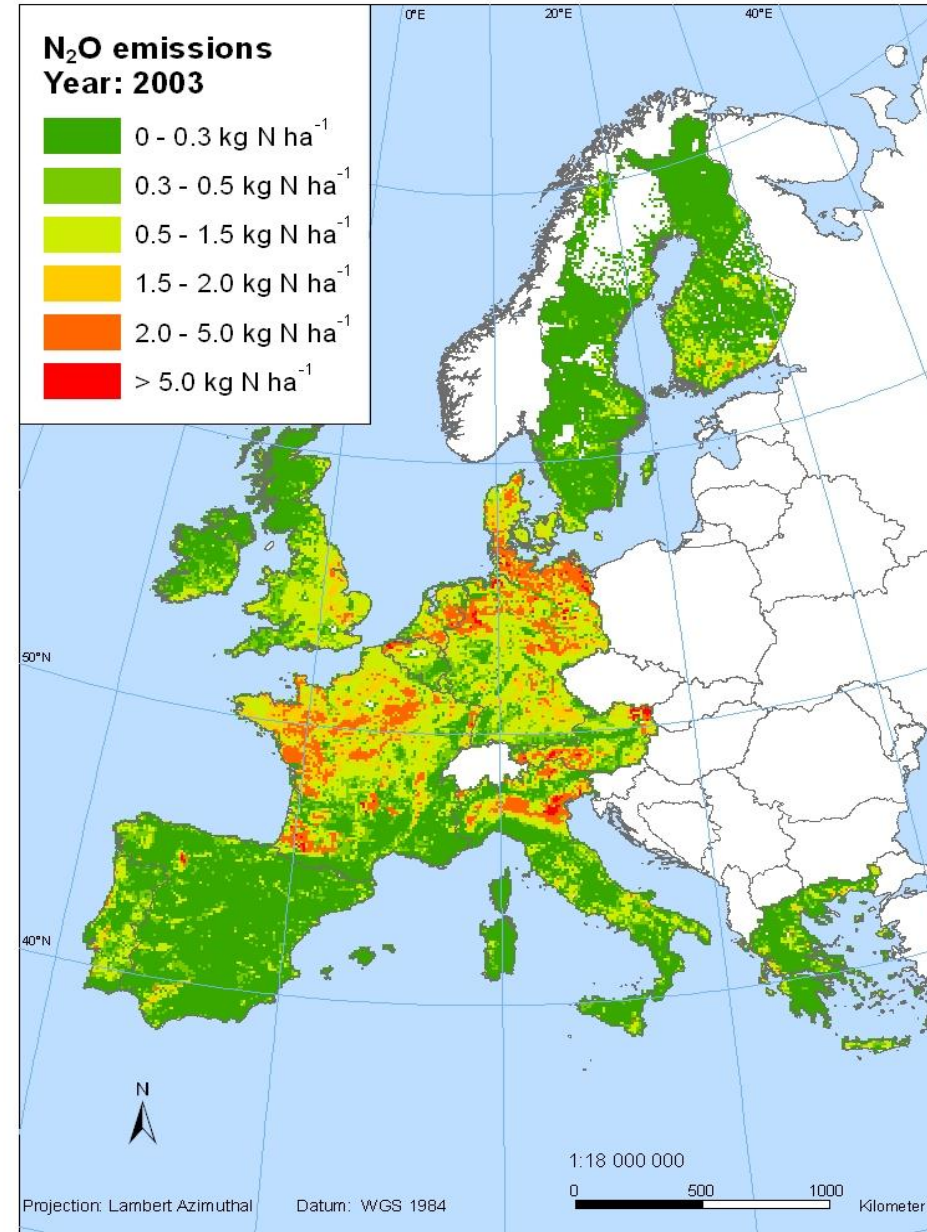 0°E
20°E
40°E
N₂O emissions
Year: 2003
0 - 0.3 kg N ha⁻¹
0.3 - 0.5 kg N ha⁻¹
0.5 - 1.5 kg N ha⁻¹
1.5 - 2.0 kg N ha⁻¹
2.0 - 5.0 kg N ha⁻¹
> 5.0 kg N ha⁻¹
50°N
40°N
N
1:18 000 000
0 500 1000
Projection: Lambert Azimuthal Datum: WGS 1984 Kilometer